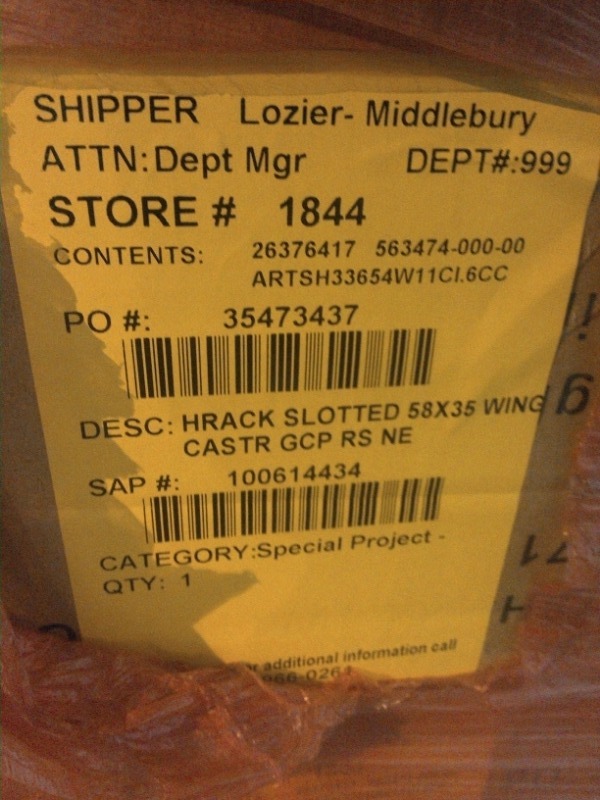 SHIPPER Lozier- Middlebury
ATTN:Dept Mgr DEPT#:999
STORE # 1844
CONTENTS: 26376417 563474-000-00
ARTSH33654W11CI.6CC
PO #: 35473437
DESC: HRACK SLOTTED 58X35 WING
CASTR GCP RS NE
SAP #: 100614434
CATEGORY:Special Project -
QTY: 1
additional information call